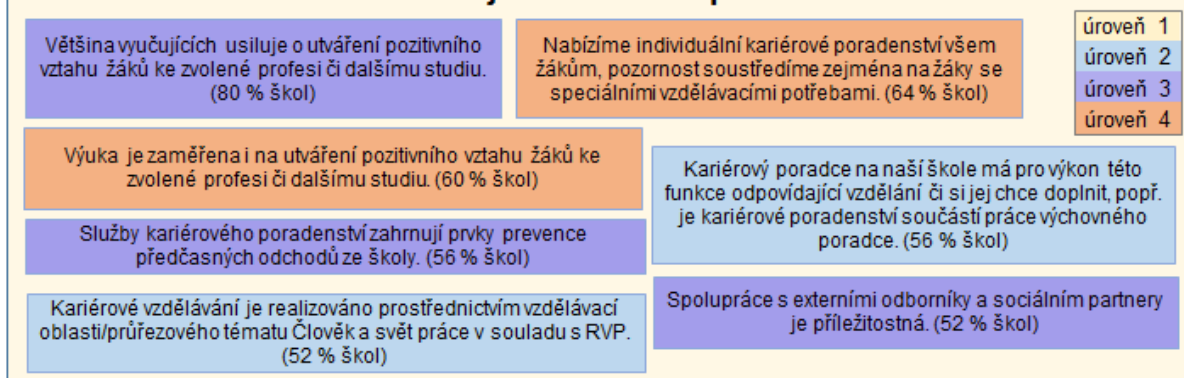 Většina vyučujících usiluje o utváření pozitivního
vztahu žáků ke zvolené profesi či dalšímu studiu.
(80 % škol)
Nabízíme individuální kariérové poradenství všem
žákům, pozornost soustředíme zejména na žáky se
speciálními vzdělávacími potřebami. (64 % škol)
úroveň 1
úroveň 2
úroveň 3
úroveň 4
Výuka je zaměřena i na utváření pozitivního vztahu žáků ke
zvolené profesi či dalšímu studiu. (60 % škol)
Kariérový poradce na naší škole má pro výkon této
funkce odpovídající vzdělání či si jej chce doplnit, popř.
je kariérové poradenství součástí práce výchovného
poradce. (56 % škol)
Služby kariérového poradenství zahrnují prvky prevence
předčasných odchodů ze školy. (56 % škol)
Kariérové vzdělávání je realizováno prostřednictvím vzdělávací
oblasti/průřezového tématu Člověk a svět práce v souladu s RVP.
(52 % škol)
Spolupráce s externími odborníky a sociálním partnery
je příležitostná. (52 % škol)